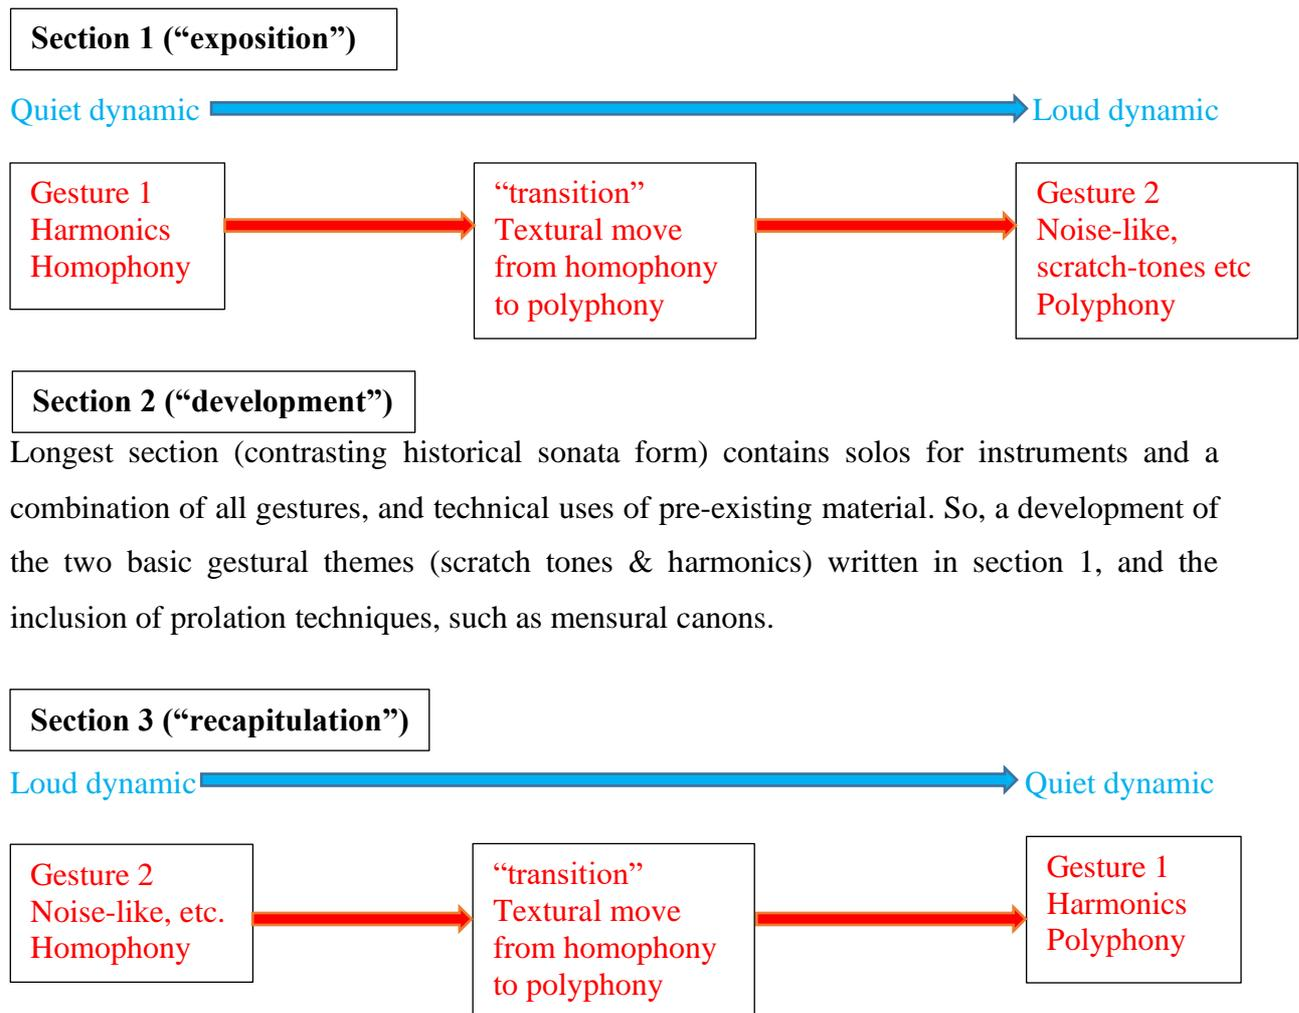 Section 1 (“exposition”)
Quiet dynamic
Loud dynamic
Gesture 1
Harmonics
Homophony
“transition”
Textural move
from homophony
to polyphony
Gesture 2
Noise-like,
scratch-tones etc
Polyphony
Section 2 (“development”)
Longest section (contrasting historical sonata form) contains solos for instruments and a
combination of all gestures, and technical uses of pre-existing material. So, a development of
the two basic gestural themes (scratch tones & harmonics) written in section 1, and the
inclusion of prolation techniques, such as mensural canons.
Section 3 (“recapitulation”)
Loud dynamic
Quiet dynamic
Gesture 2
Noise-like, etc.
Homophony
“transition”
Textural move
from homophony
to polyphony
Gesture 1
Harmonics
Polyphony